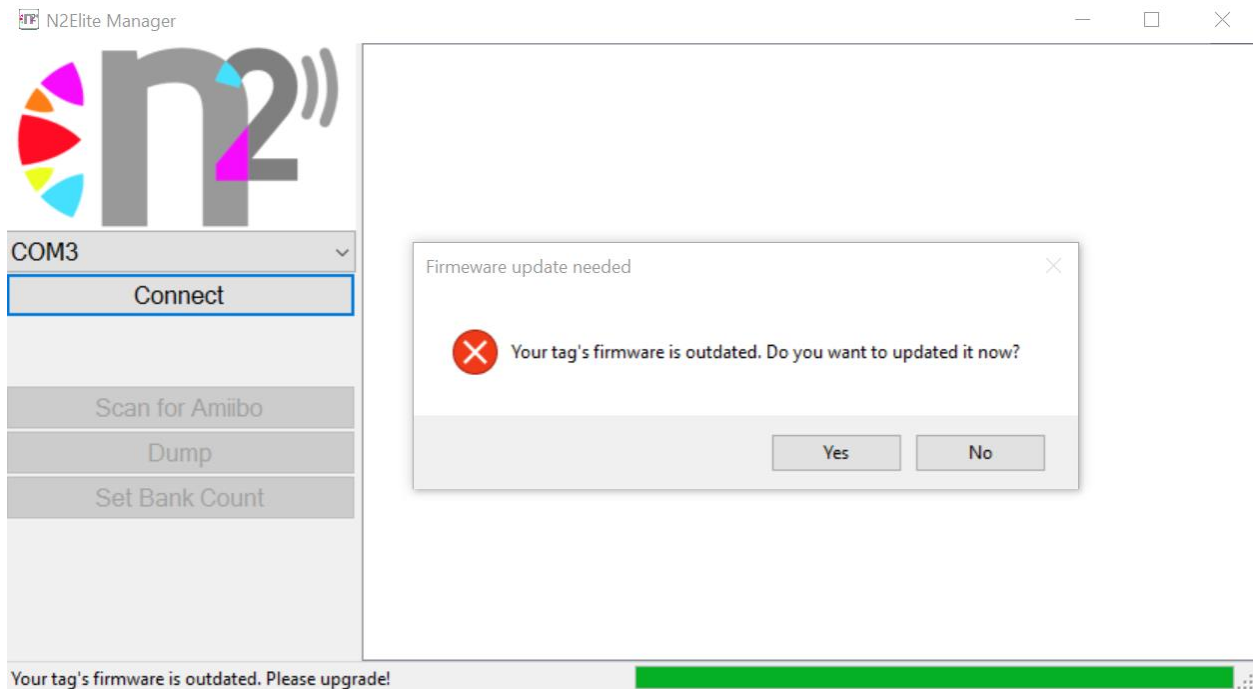 N2Elite Manager
n2
COM3
Connect
Firmeware update needed
Your tag's firmware is outdated. Do you want to updated it now?
Yes
No
Scan for Amiibo
Dump
Set Bank Count
Your tag's firmware is outdated. Please upgrade!